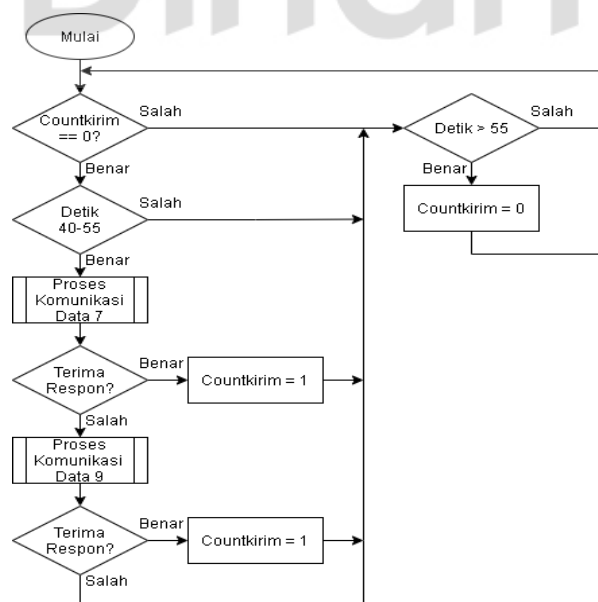 Mulai
Countkirim
== 0?
Salah
Benar
Detik > 55
Salah
Benar
Countkirim = 0
Detik
40-55
Salah
Benar
Proses
Komunikasi
Data 7
Terima
Respon?
Benar
Countkirim = 1
Salah
Proses
Komunikasi
Data 9
Terima
Respon?
Benar
Countkirim = 1
Salah